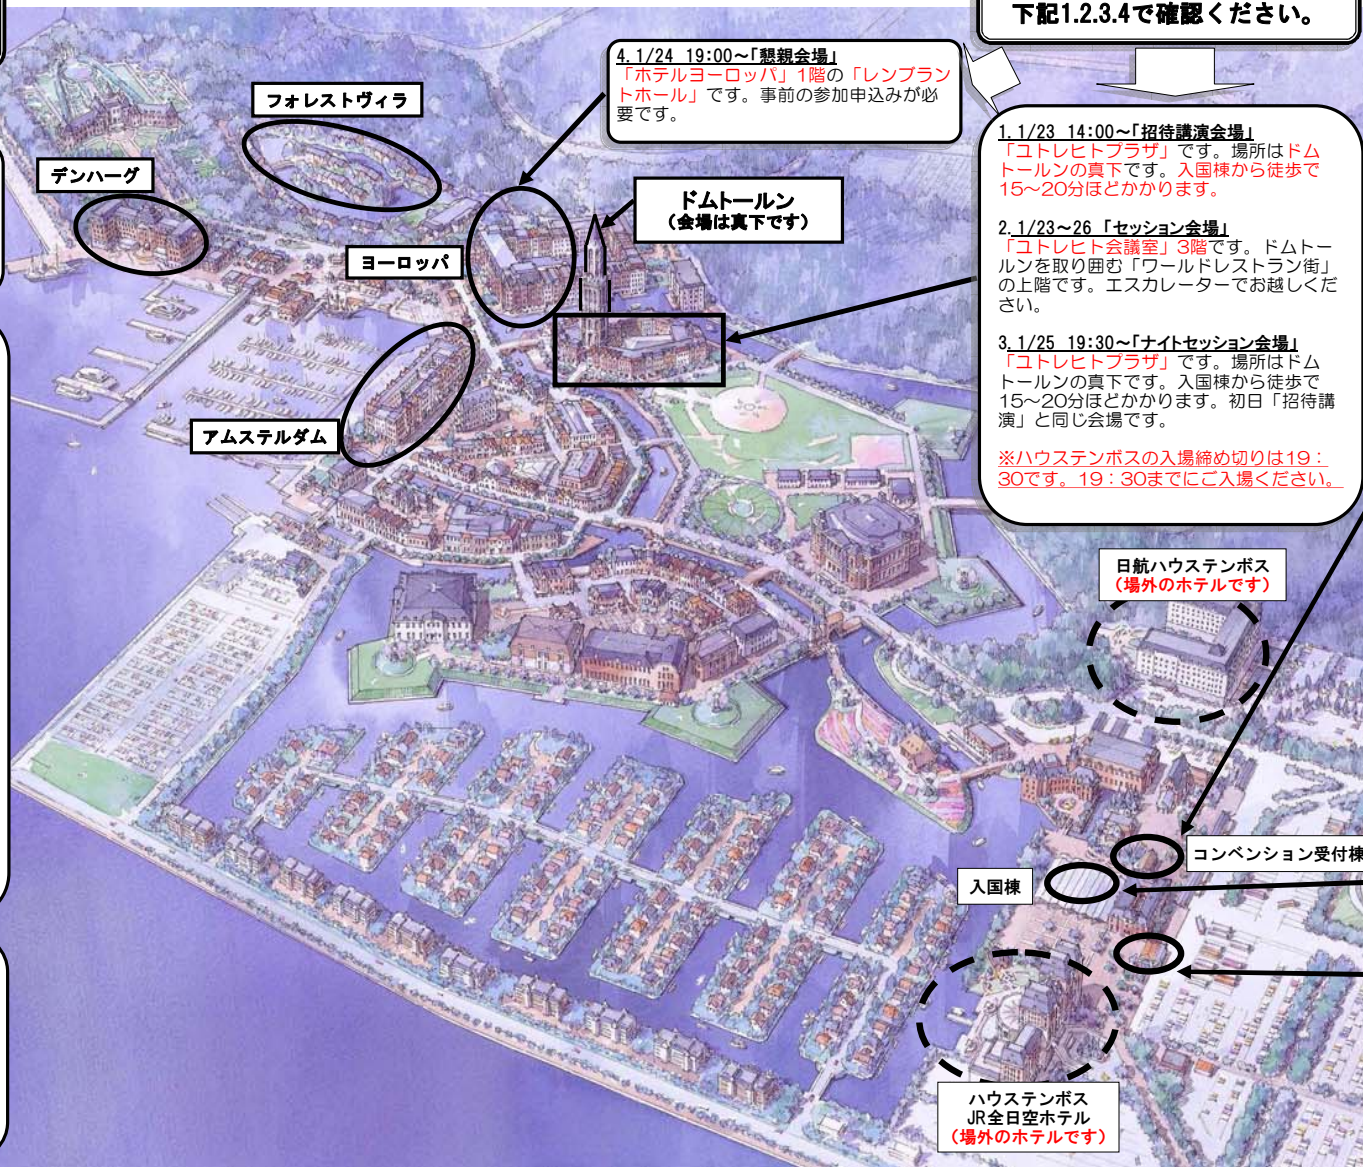 下記1.2.3.4で確認ください。
4. 1/24 19:00～「懇親会場」
「ホテルヨーロッパ」1階の「レンブラン
トホール」です。事前の参加申込みが必
要です。
フォレストヴィラ
1. 1/23 14:00～「招待講演会場」
「ユトレヒトプラザ」です。場所はドム
トールンの真下です。入国棟から徒歩で
15～20分ほどかかります。
デンハーグ
ドムトールン
（会場は真下です）
2. 1/23～26 「セッション会場」
「ユトレヒト会議室」3階です。ドムトー
ルンを取り囲む「ワールドレストラン街」
の上階です。エスカレーターでお越しくだ
さい。
ヨーロッパ
3. 1/25 19:30～「ナイトセッション会場」
「ユトレヒトプラザ」です。場所はドム
トールンの真下です。入国棟から徒歩で
15～20分ほどかかります。初日「招待講
演」と同じ会場です。
アムステルダム
※ハウステンボスの入場締め切りは19：
30です。19：30までにご入場ください。
日航ハウステンボス
（場外のホテルです）
コンベンション受付棟
入国棟
ハウステンボス
JR全日空ホテル
（場外のホテルです）